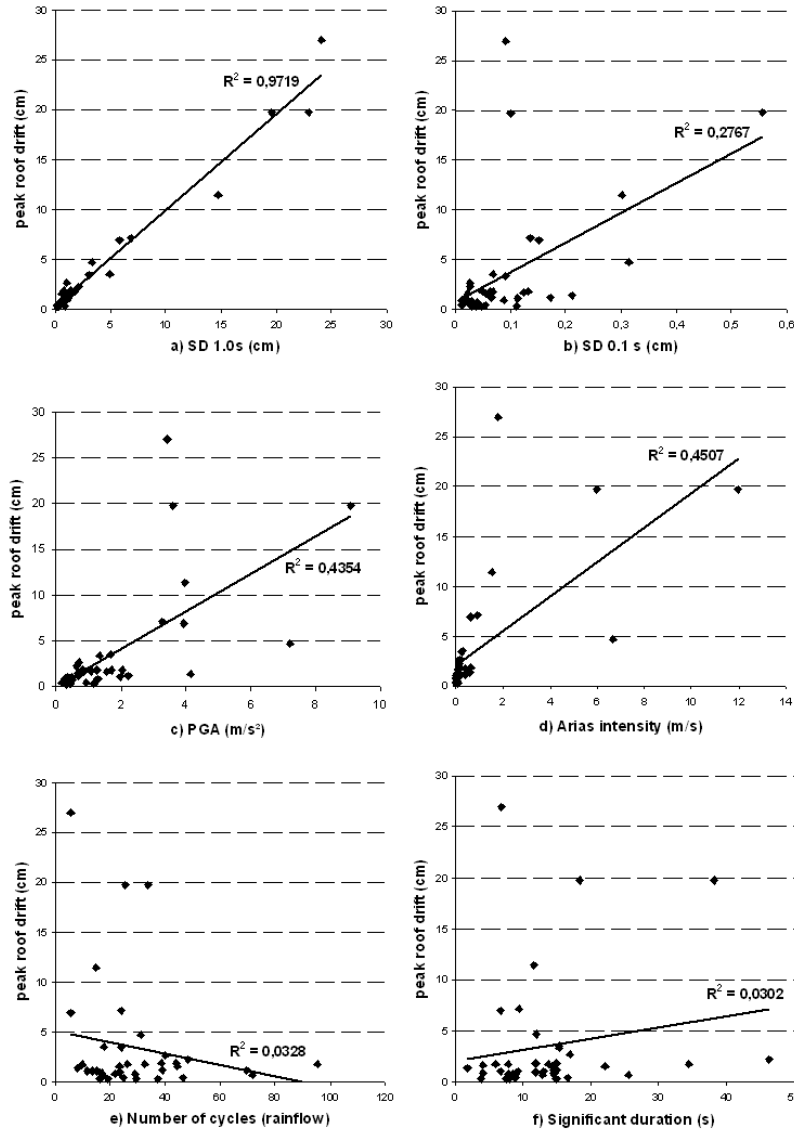 30
25
20
15
10
5
0
peak roof drift (cm)
R² = 0,9719
0 5 10 15 20 25 30
a) SD 1.0s (cm)
30
25
20
15
10
5
0
peak roof drift (cm)
R² = 0,2767
0 0,1 0,2 0,3 0,4 0,5 0,6
b) SD 0.1 s (cm)
30
25
20
15
10
5
0
peak roof drift (cm)
R² = 0,4354
0 2 4 6 8 10
c) PGA (m/s²)
30
25
20
15
10
5
0
peak roof drift (cm)
R² = 0,4507
0 2 4 6 8 10 12 14
d) Arias intensity (m/s)
30
25
20
15
10
5
0
peak roof drift (cm)
R² = 0,0328
0 20 40 60 80 100 120
e) Number of cycles (rainflow)
30
25
20
15
10
5
0
peak roof drift (cm)
R² = 0,0302
0 10 20 30 40 50
f) Significant duration (s)